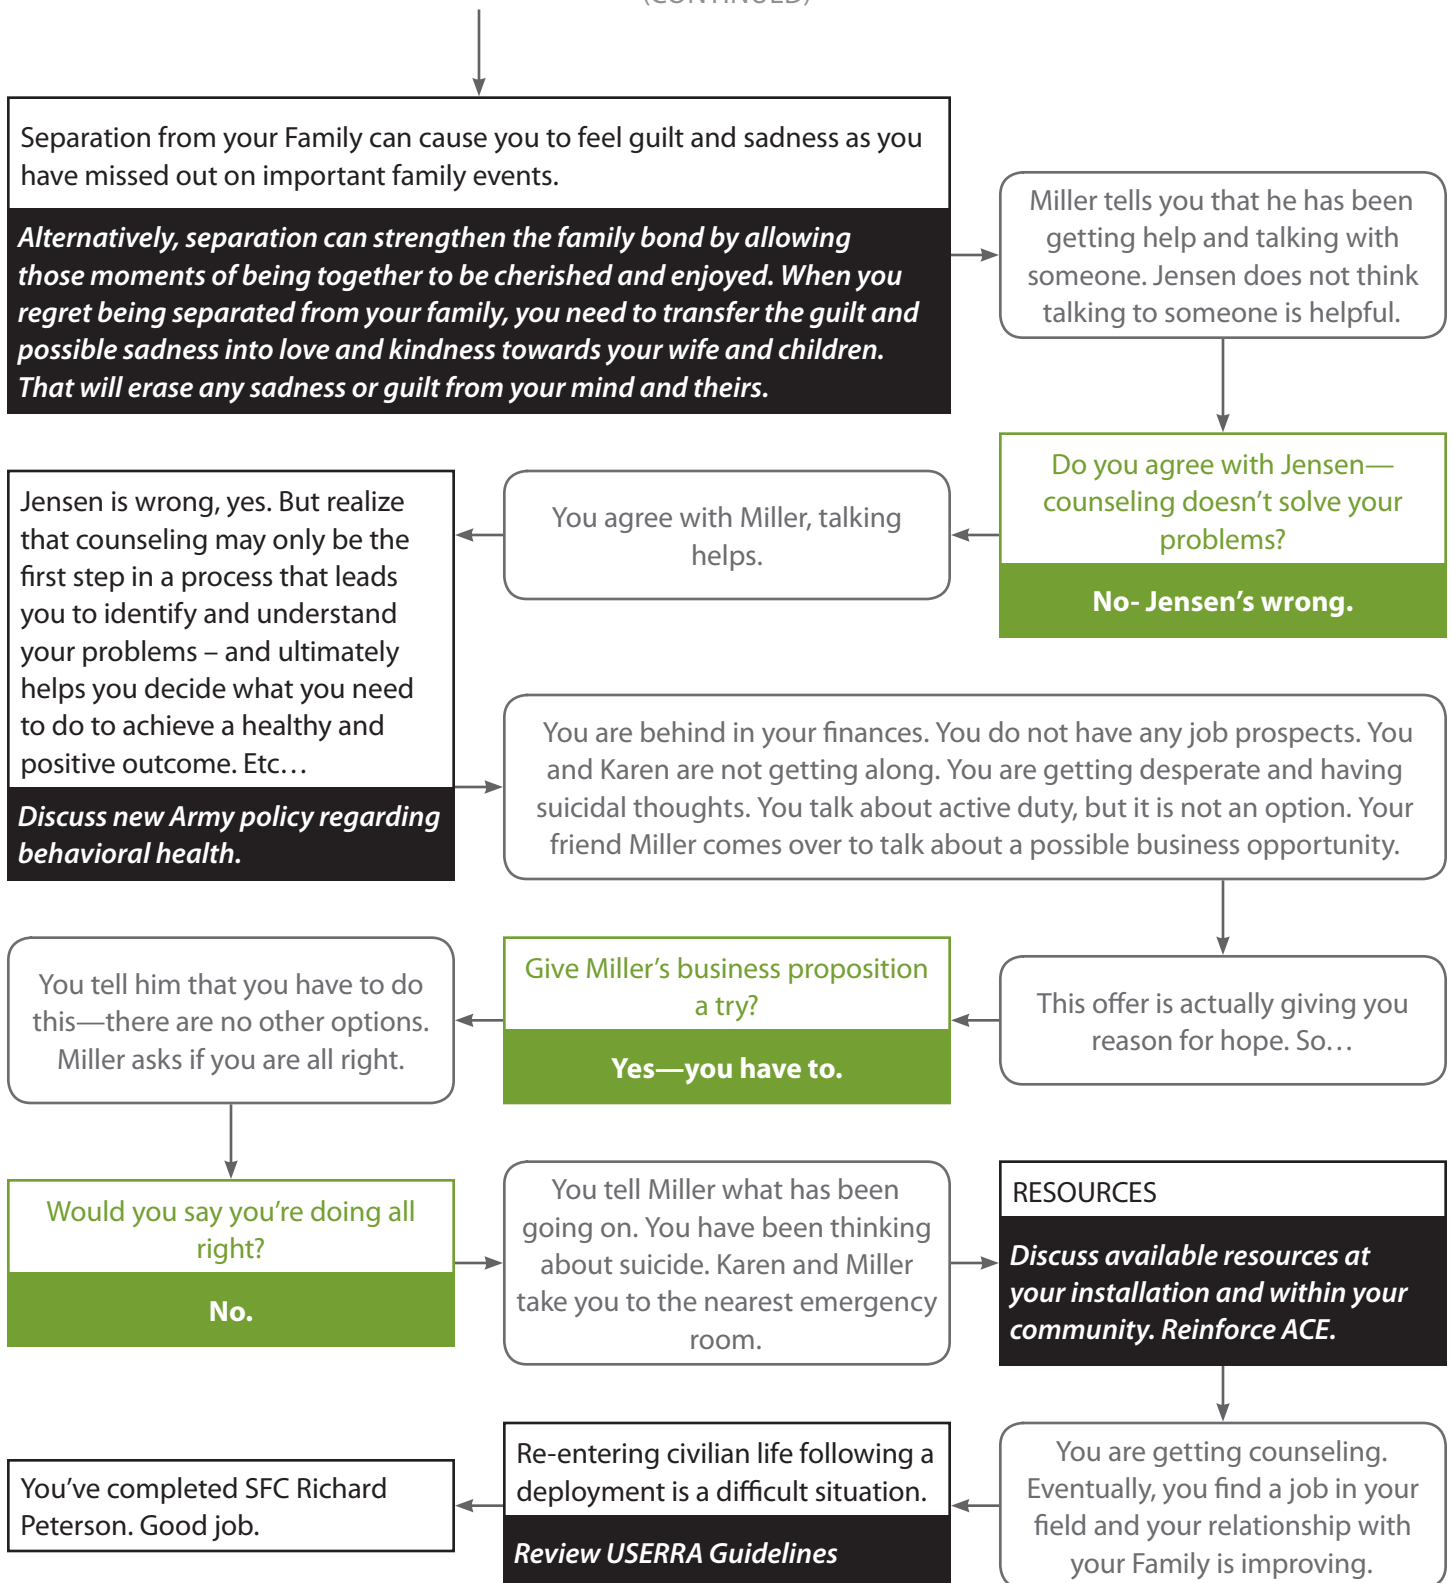 (CONTINUED)
Separation from your Family can cause you to feel guilt and sadness as you
have missed out on important family events.
Alternatively, separation can strengthen the family bond by allowing
those moments of being together to be cherished and enjoyed. When you
regret being separated from your family, you need to transfer the guilt and
possible sadness into love and kindness towards your wife and children.
That will erase any sadness or guilt from your mind and theirs.
Miller tells you that he has been
getting help and talking with
someone. Jensen does not think
talking to someone is helpful.
Do you agree with Jensen—
counseling doesn't solve your
problems?
No- Jensen's wrong.
You agree with Miller, talking
helps.
Jensen is wrong, yes. But realize
that counseling may only be the
first step in a process that leads
you to identify and understand
your problems – and ultimately
helps you decide what you need
to do to achieve a healthy and
positive outcome. Etc…
Discuss new Army policy regarding
behavioral health.
You are behind in your finances. You do not have any job prospects. You
and Karen are not getting along. You are getting desperate and having
suicidal thoughts. You talk about active duty, but it is not an option. Your
friend Miller comes over to talk about a possible business opportunity.
This offer is actually giving you
reason for hope. So…
Give Miller's business proposition
a try?
Yes—you have to.
You tell him that you have to do
this—there are no other options.
Miller asks if you are all right.
Would you say you're doing all
right?
No.
You tell Miller what has been
going on. You have been thinking
about suicide. Karen and Miller
take you to the nearest emergency
room.
RESOURCES
Discuss available resources at
your installation and within your
community. Reinforce ACE.
You are getting counseling.
Eventually, you find a job in your
field and your relationship with
your Family is improving.
Re-entering civilian life following a
deployment is a difficult situation.
Review USERRA Guidelines
You've completed SFC Richard
Peterson. Good job.